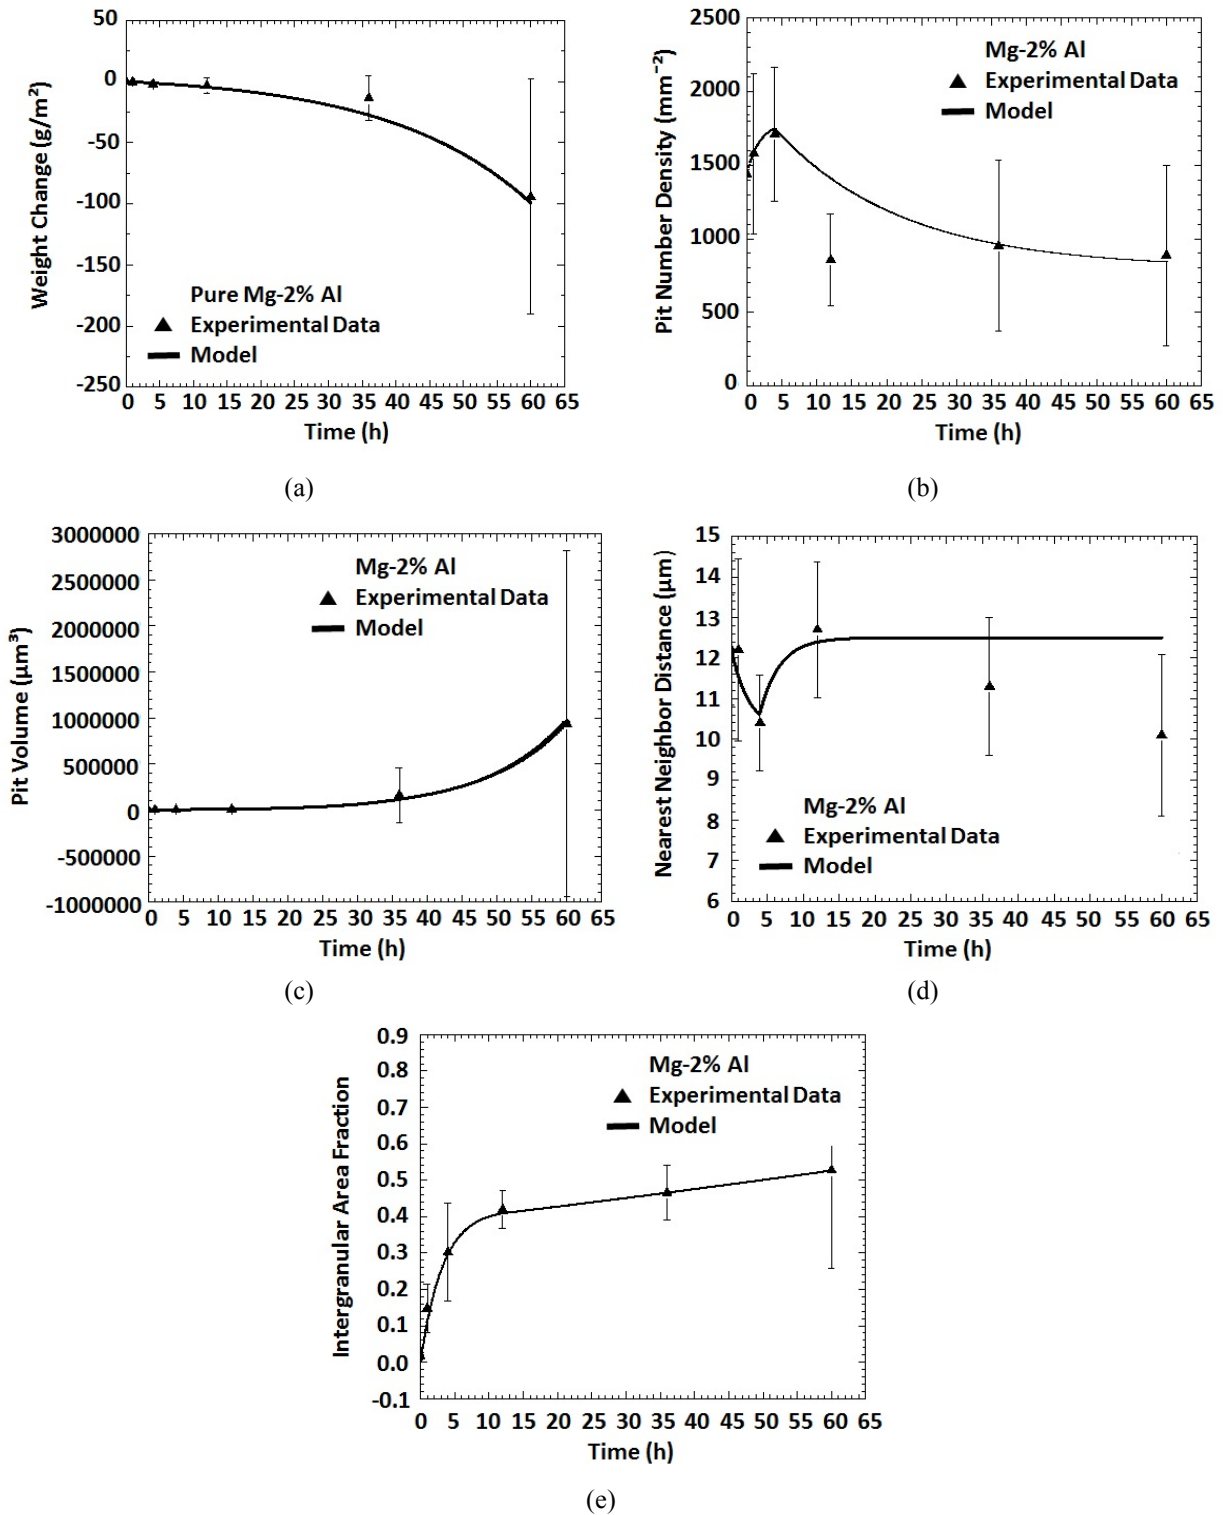 50
0
-50
-100
-150
-200
-250
Weight Change (g/m²)
Pure Mg-2% Al
Experimental Data
Model
0 5 10 15 20 25 30 35 40 45 50 55 60 65
Time (h)
(a)
2500
2000
1500
1000
500
0
Pit Number Density (mm⁻²)
Mg-2% Al
Experimental Data
Model
0 5 10 15 20 25 30 35 40 45 50 55 60 65
Time (h)
(b)
3000000
2500000
2000000
1500000
1000000
500000
0
-500000
-1000000
Pit Volume (µm³)
Mg-2% Al
Experimental Data
Model
0 5 10 15 20 25 30 35 40 45 50 55 60 65
Time (h)
(c)
15
14
13
12
11
10
9
8
7
6
Nearest Neighbor Distance (µm)
Mg-2% Al
Experimental Data
Model
0 5 10 15 20 25 30 35 40 45 50 55 60 65
Time (h)
(d)
0.9
0.8
0.7
0.6
0.5
0.4
0.3
0.2
0.1
0.0
-0.1
Intergranular Area Fraction
Mg-2% Al
Experimental Data
Model
0 5 10 15 20 25 30 35 40 45 50 55 60 65
Time (h)
(e)